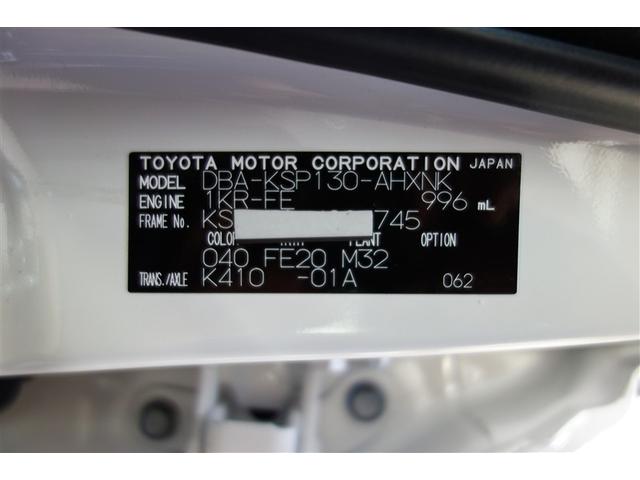 TOYOTA MOTOR CORPORATION JAPAN
MODEL DBA-KSP130-AHXNK
ENGINE 1KR-FE 996 mL
FRAME No. KS 745
COLOR PLANT OPTION
040 FE20 M32
TRANS./AXLE K410 -01A 062